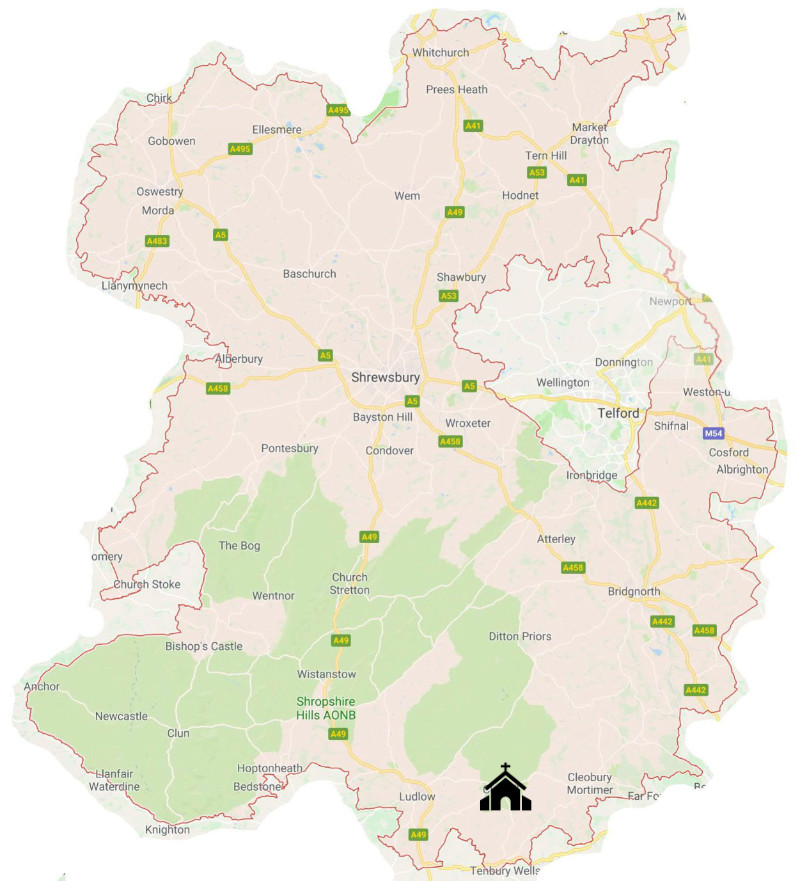 M
Whitchurch
Prees Heath
Chirk
A495
Ellesmere
A41
Market
Drayton
Gobowen
A495
Tern Hill
A53
A41
Oswestry
Wem
Hodnet
Morda
A49
A483
A5
Baschurch
Shawbury
Llanymynech
A53
Newport
Alberbury
A5
Donnington
A41
Shrewsbury
Wellington
A458
A5
Weston-u
A5
Bayston Hill
Telford
Wroxeter
Shifnal
M54
A458
Pontesbury
Condover
Cosford
Albrighton
Ironbridge
A442
A49
Atterley
The Bog
omery
A458
Church Stoke
Church
Stretton
Wentnor
Bridgnorth
A442
A458
Ditton Priors
A49
Bishop's Castle
Wistanstow
Anchor
A442
Shropshire
Hills AONB
Newcastle
Clun
A49
Hoptonheath
Llanfair
Waterdine
Bedstone
Cleobury
Mortimer
Ludlow
Far Fo
Knighton
A49
Tenbury Wells